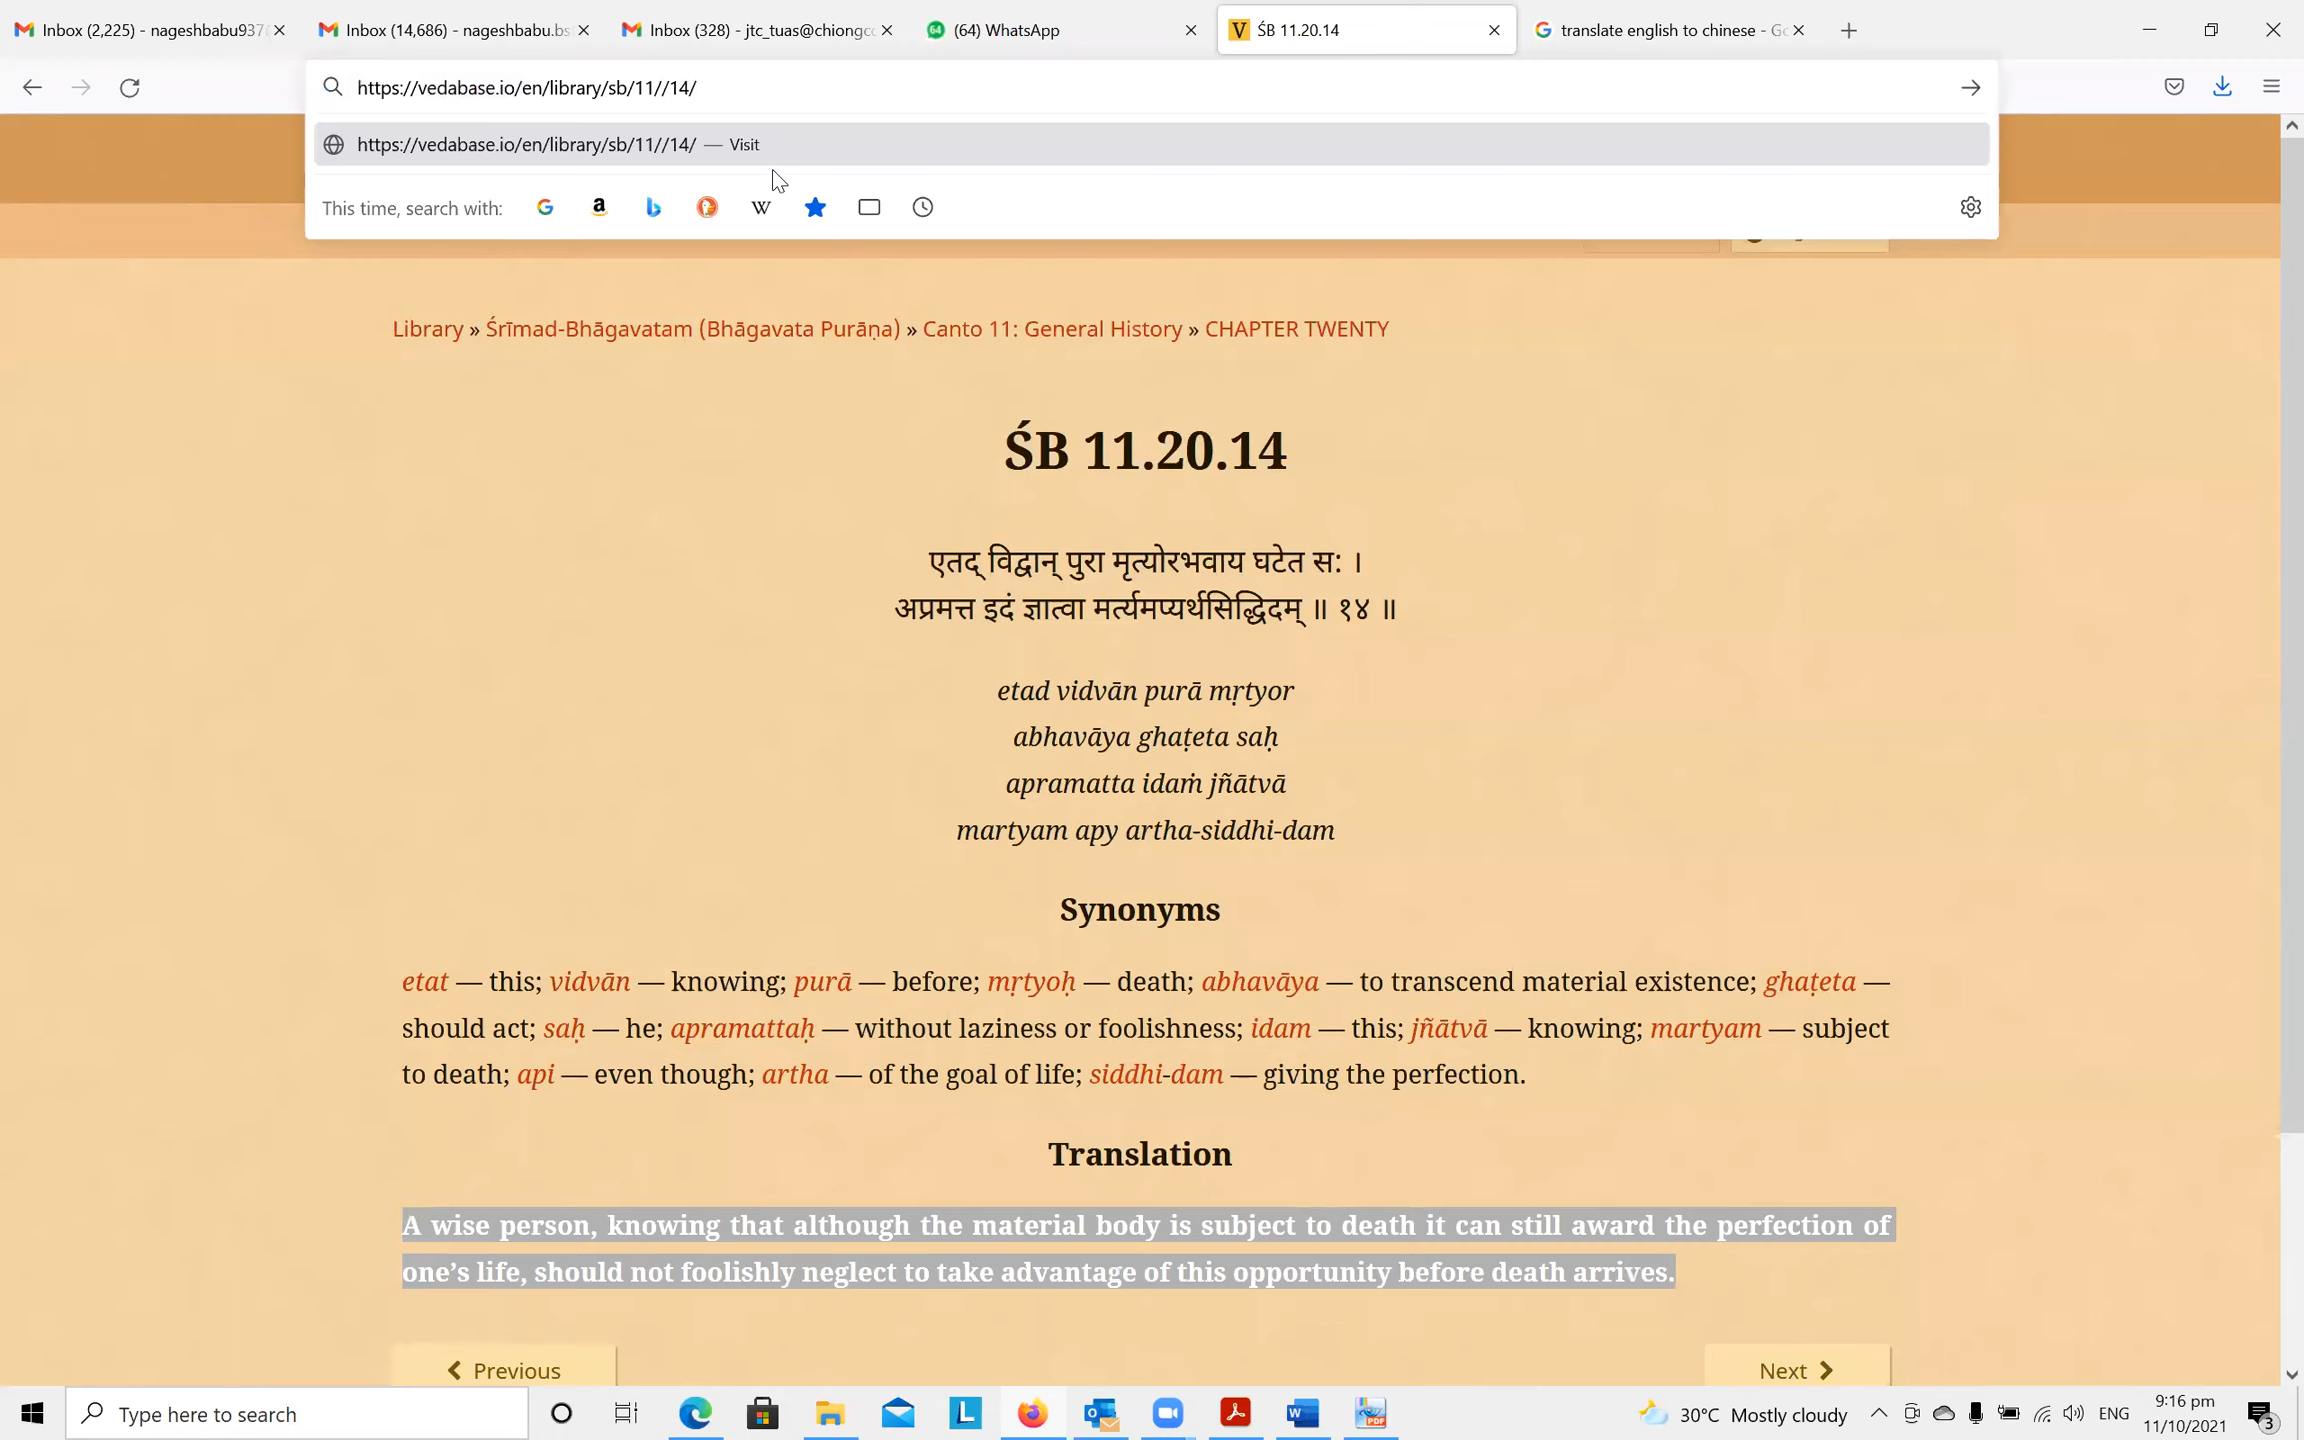 Inbox (2,225) - nageshbabu937
Inbox (14,686) - nageshbabu.bs
Inbox (328) - jtc_tuas@chiongcc
(64) WhatsApp
ŚB 11.20.14
translate english to chinese - Go
https://vedabase.io/en/library/sb/11//14/
https://vedabase.io/en/library/sb/11//14/ — Visit
This time, search with:
Library » Śrīmad-Bhāgavatam (Bhāgavata Purāṇa) » Canto 11: General History » CHAPTER TWENTY
ŚB 11.20.14
एतद् विद्वान् पुरा मृत्योरभवाय घटेत स: ।
अप्रमत्त इदं ज्ञात्वा मर्त्यमप्यर्थसिद्धिदम् ॥ १४ ॥
etad vidvān purā mṛtyor
abhavāya ghaṭeta saḥ
apramatta idaṁ jñātvā
martyam apy artha-siddhi-dam
Synonyms
etat — this; vidvān — knowing; purā — before; mṛtyoḥ — death; abhavāya — to transcend material existence; ghaṭeta —
should act; saḥ — he; apramattaḥ — without laziness or foolishness; idam — this; jñātvā — knowing; martyam — subject
to death; api — even though; artha — of the goal of life; siddhi-dam — giving the perfection.
Translation
A wise person, knowing that although the material body is subject to death it can still award the perfection of
one’s life, should not foolishly neglect to take advantage of this opportunity before death arrives.
Previous
Next
Type here to search
30°C Mostly cloudy
ENG
9:16 pm
11/10/2021
3